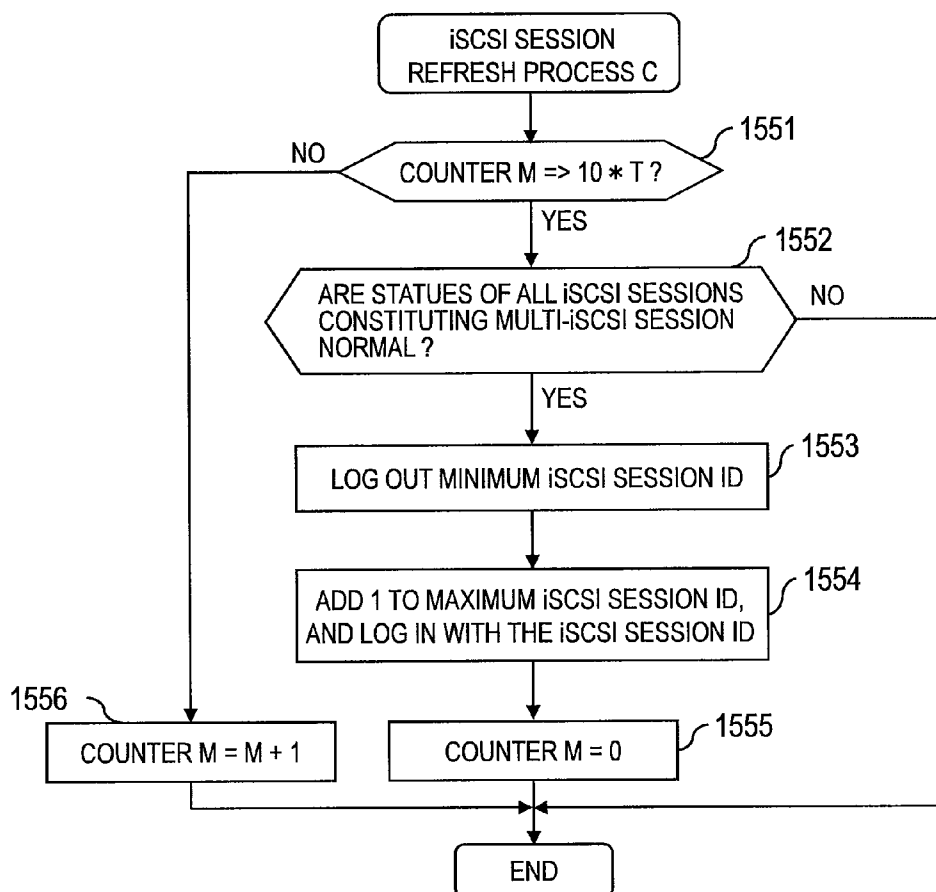 iSCSI SESSION
REFRESH PROCESS C
1551
NO
COUNTER M => 10 * T ?
YES
1552
ARE STATUES OF ALL iSCSI SESSIONS
CONSTITUTING MULTI-iSCSI SESSION
NORMAL ?
NO
YES
1553
LOG OUT MINIMUM iSCSI SESSION ID
1554
ADD 1 TO MAXIMUM iSCSI SESSION ID,
AND LOG IN WITH THE iSCSI SESSION ID
1556
COUNTER M = M + 1
1555
COUNTER M = 0
END